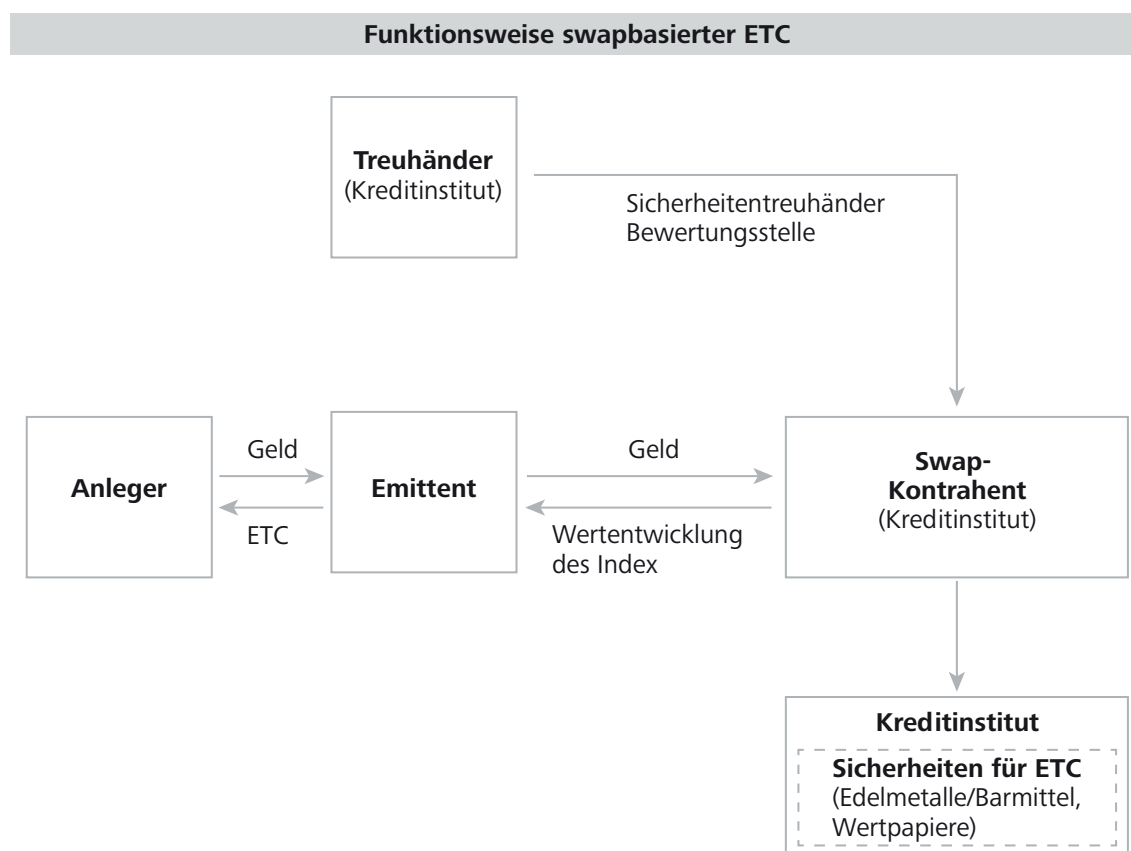 Funktionsweise swapbasierter ETC
Treuhänder
(Kreditinstitut)
Sicherheitentreuhänder
Bewertungsstelle
Anleger
Geld
ETC
Emittent
Geld
Wertentwicklung
des Index
Swap-
Kontrahent
(Kreditinstitut)
Kreditinstitut
Sicherheiten für ETC
(Edelmetalle/Barmittel,
Wertpapiere)